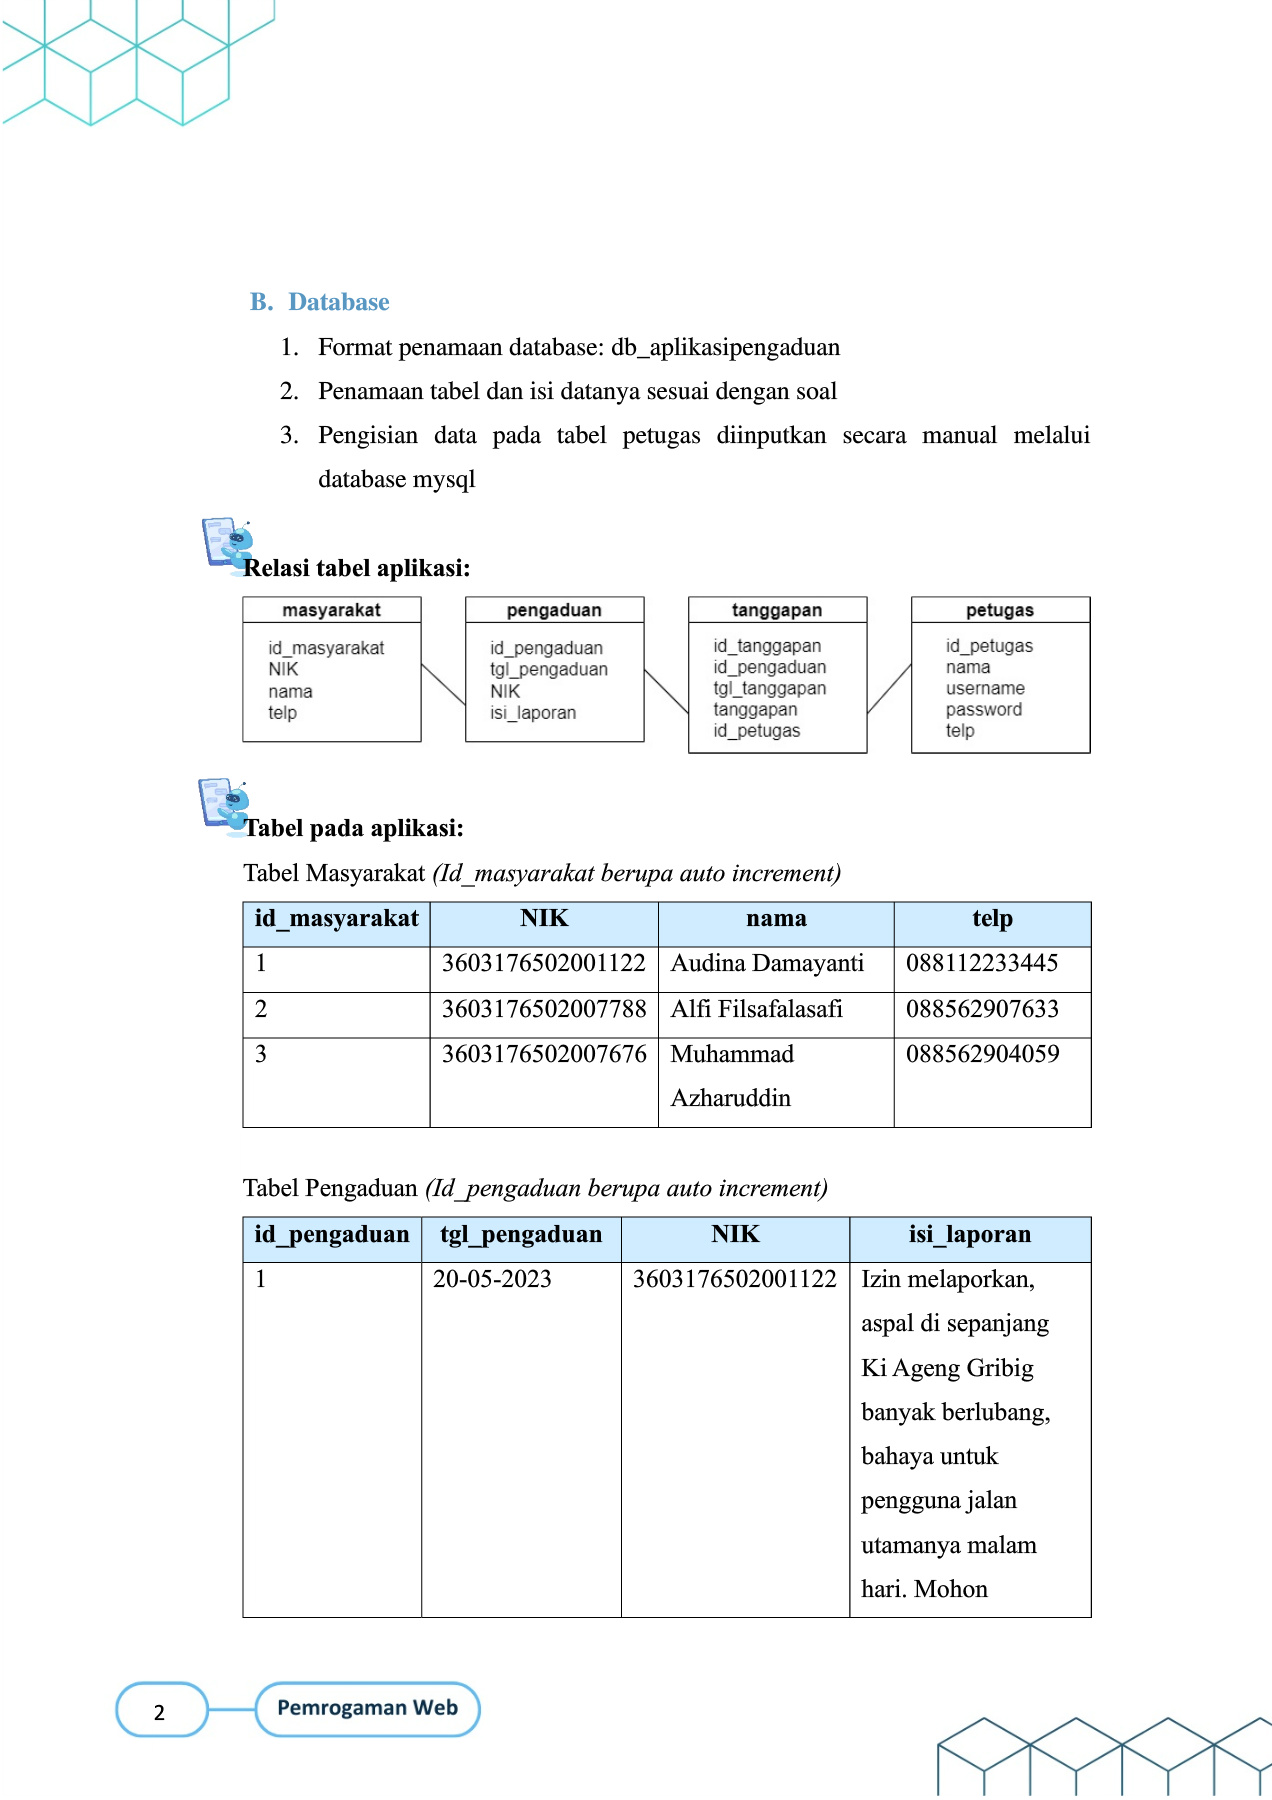 B. Database
1. Format penamaan database: db_aplikasipengaduan
2. Penamaan tabel dan isi datanya sesuai dengan soal
3. Pengisian data pada tabel petugas diinputkan secara manual melalui
database mysql
Relasi tabel aplikasi:
masyarakat
id_masyarakat
NIK
nama
telp
pengaduan
id_pengaduan
tgl_pengaduan
NIK
isi_laporan
tanggapan
id_tanggapan
id_pengaduan
tgl_tanggapan
tanggapan
id_petugas
petugas
id_petugas
nama
username
password
telp
Tabel pada aplikasi:
Tabel Masyarakat (Id_masyarakat berupa auto increment)
id_masyarakat NIK nama telp
1 3603176502001122 Audina Damayanti 088112233445
2 3603176502007788 Alfi Filsafalasafi 088562907633
3 3603176502007676 Muhammad 088562904059
Azharuddin
Tabel Pengaduan (Id_pengaduan berupa auto increment)
id_pengaduan tgl_pengaduan NIK isi_laporan
1 20-05-2023 3603176502001122 Izin melaporkan,
aspal di sepanjang
Ki Ageng Gribig
banyak berlubang,
bahaya untuk
pengguna jalan
utamanya malam
hari. Mohon
2 Pemrogaman Web